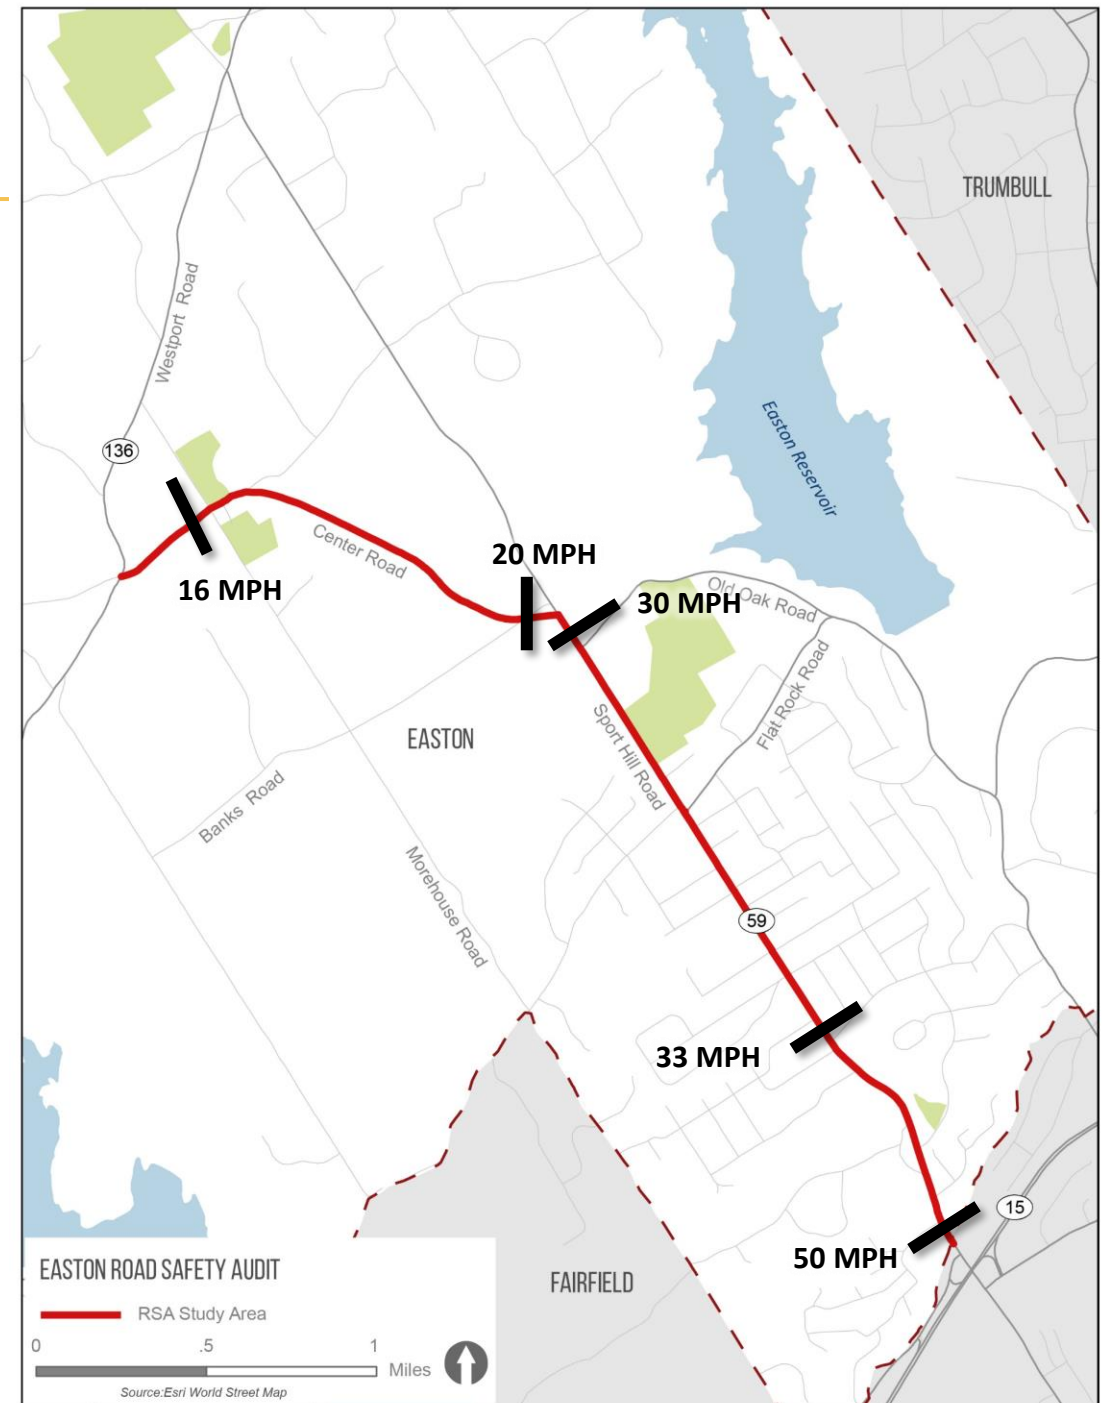 TRUMBULL
Westport Road
136
Easton Reservoir
Center Road
20 MPH
16 MPH
30 MPH
Old Oak Road
Flat Rock Road
Sport Hill Road
EASTON
Banks Road
Morehouse Road
59
33 MPH
15
50 MPH
FAIRFIELD
EASTON ROAD SAFETY AUDIT
RSA Study Area
0 .5 1
Miles
Source:Esri World Street Map